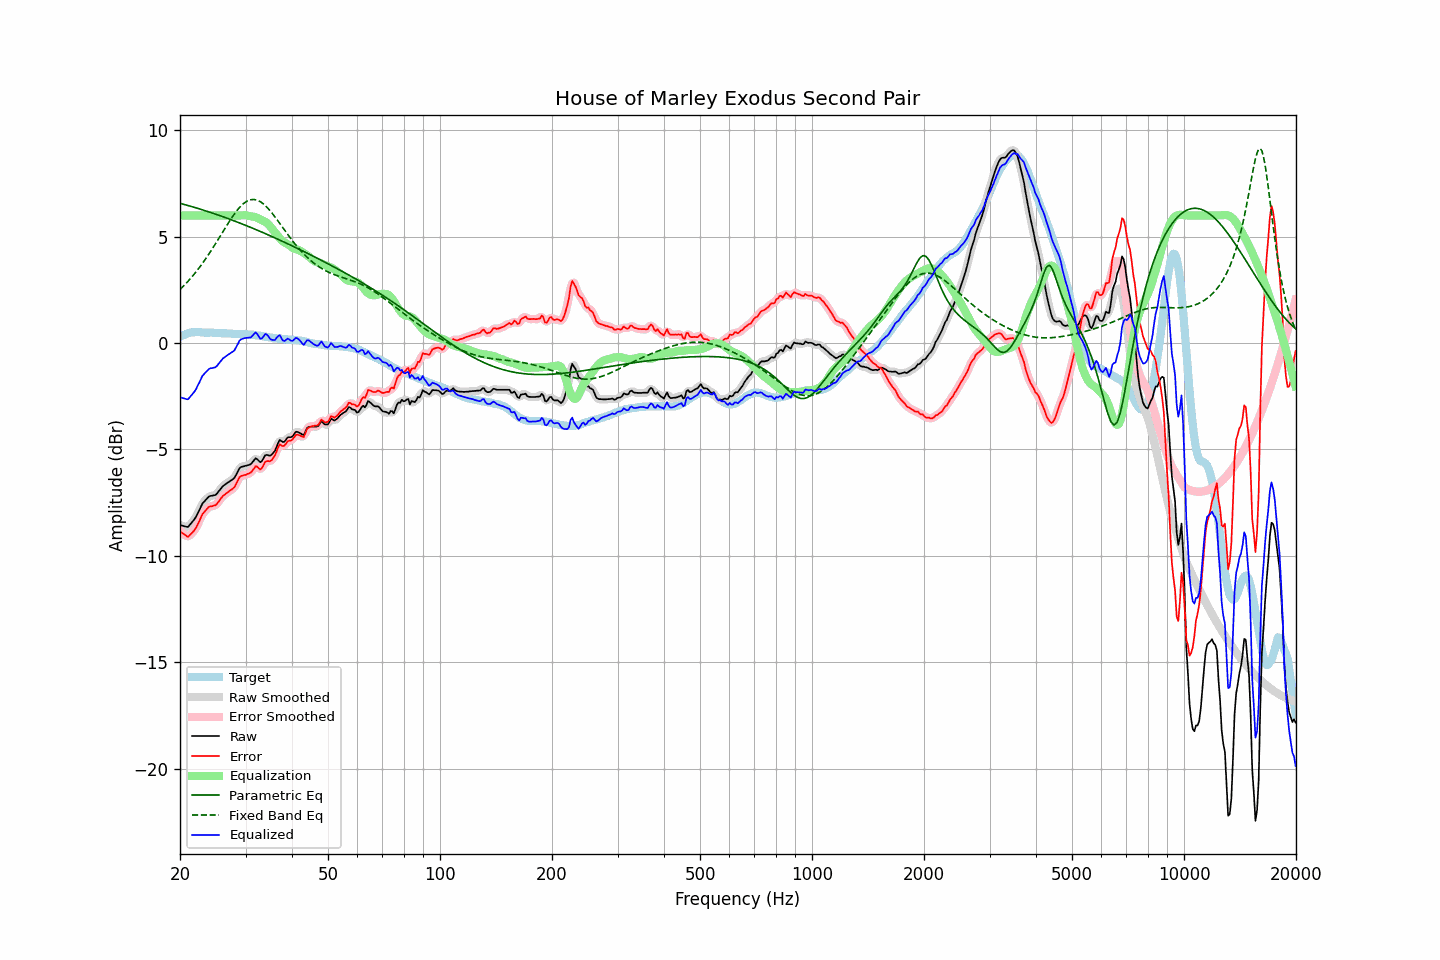 House of Marley Exodus Second Pair
10
5
0
−5
−10
−15
−20
Amplitude (dBr)
Target
Raw Smoothed
Error Smoothed
Raw
Error
Equalization
Parametric Eq
Fixed Band Eq
Equalized
20 50 100 200 500 1000 2000 5000 10000 20000
Frequency (Hz)